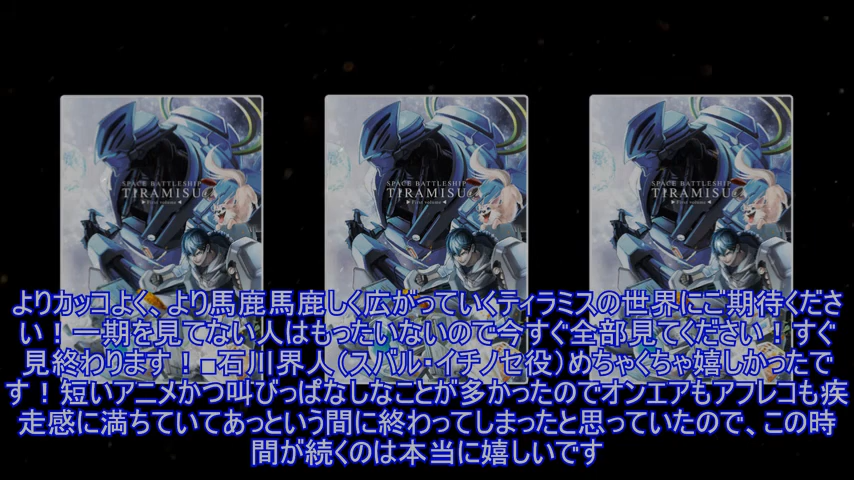 SPACE BATTLESHIP
TIRAMISU
▶First volume◀
SPACE BATTLESHIP
TIRAMISU
▶First volume◀
SPACE BATTLESHIP
TIRAMISU
▶First volume◀
よりカッコよく、より馬鹿馬鹿しく広がっていくティラミスの世界にご期待くださ
い！一期を見てない人はもったいないので今すぐ全部見てください！すぐ
見終わります！■石川界人（スバル・イチノセ役）めちゃくちゃ嬉しかったで
す！短いアニメかつ叫びっぱなしなことが多かったのでオンエアもアフレコも疾
走感に満ちていてあっという間に終わってしまったと思っていたので、この時
間が続くのは本当に嬉しいです